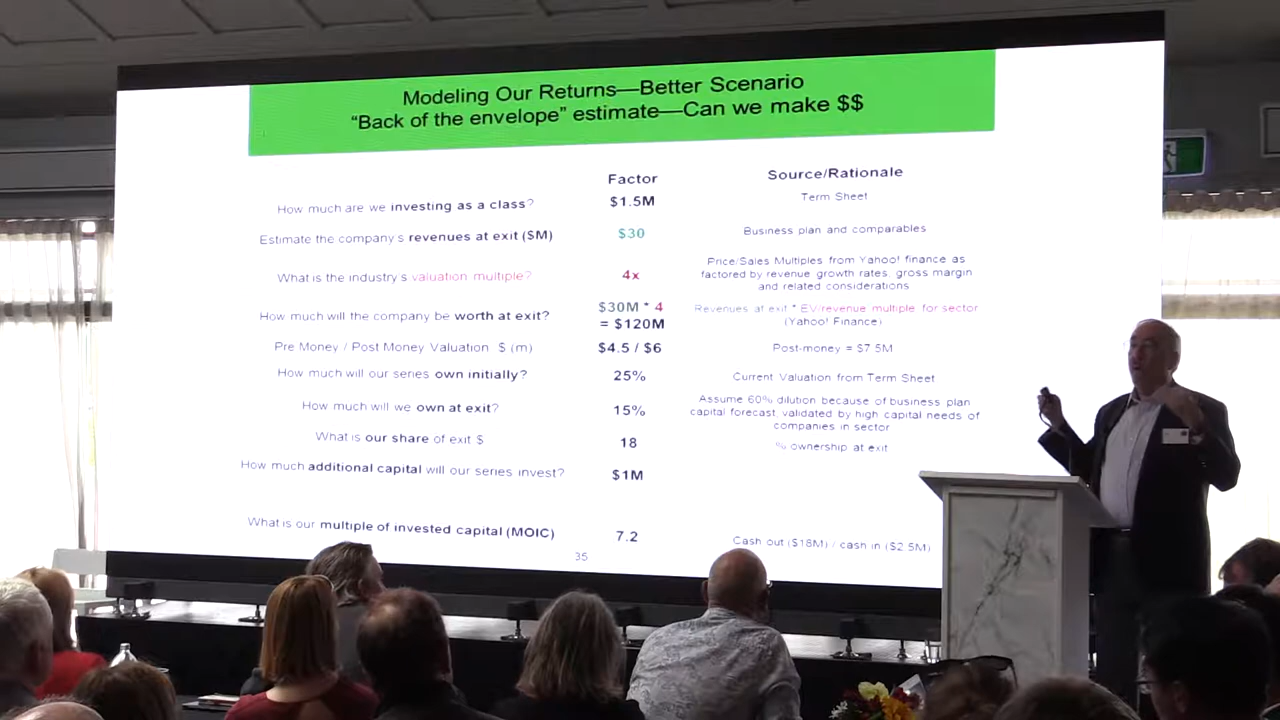 Modeling Our Returns—Better Scenario
“Back of the envelope” estimate—Can we make $$
Factor Source/Rationale
How much are we investing as a class? $1.5M Term Sheet
Estimate the company's revenues at exit ($M) $30 Business plan and comparables
What is the industry's valuation multiple? 4x Price/Sales Multiples from Yahoo! finance as
factored by revenue growth rates, gross margin
and related considerations
How much will the company be worth at exit? $30M * 4 Revenues at exit * EV/revenue multiple for sector
= $120M (Yahoo! Finance)
Pre Money / Post Money Valuation $ (m) $4.5 / $6 Post-money = $7.5M
How much will our series own initially? 25% Current Valuation from Term Sheet
How much will we own at exit? 15% Assume 60% dilution because of business plan
capital forecast, validated by high capital needs of
companies in sector
What is our share of exit $ 18 % ownership at exit
How much additional capital will our series invest? $1M
What is our multiple of invested capital (MOIC) 7.2 Cash out ($18M) / cash in ($2.5M)
35